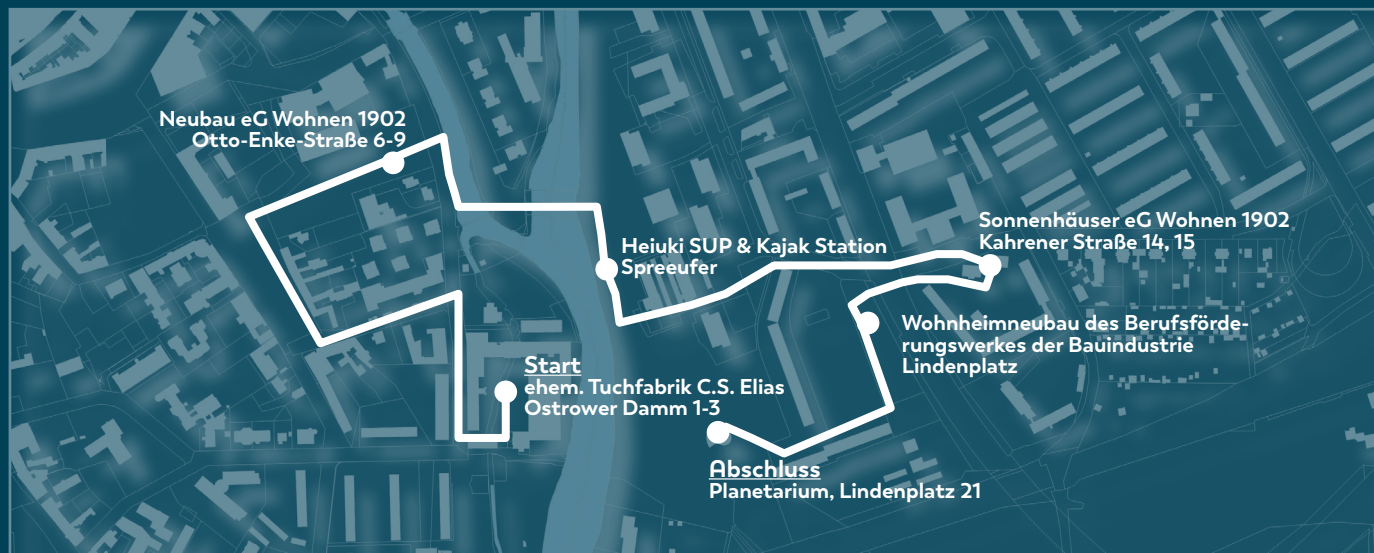 Neubau eG Wohnen 1902
Otto-Enke-Straße 6-9
Heiuki SUP & Kajak Station
Spreeufer
Sonnenhäuser eG Wohnen 1902
Kahrener Straße 14, 15
Wohnheimneubau des Berufsförde-
rungswerkes der Bauindustrie
Lindenplatz
Start
ehem. Tuchfabrik C.S. Elias
Ostrower Damm 1-3
Abschluss
Planetarium, Lindenplatz 21